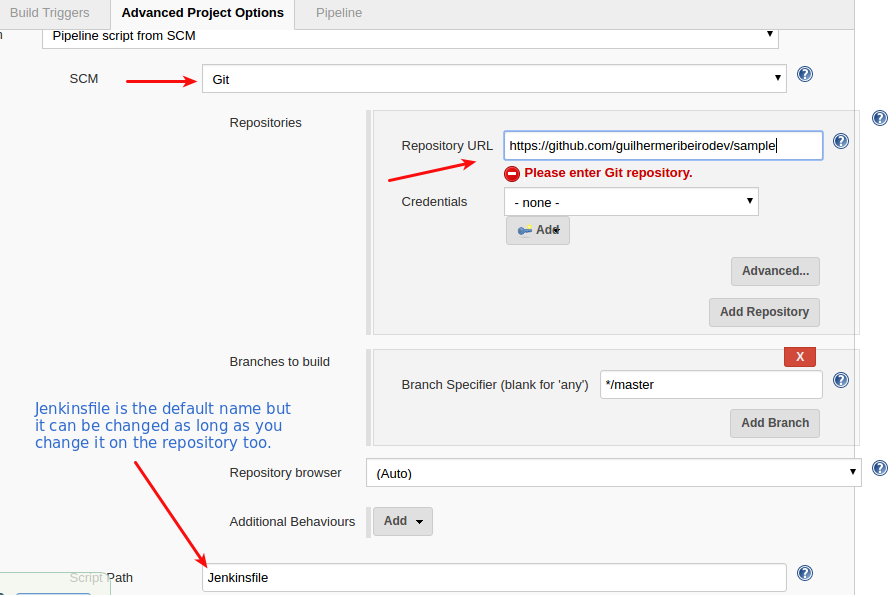 Build Triggers
Advanced Project Options
Pipeline
Pipeline script from SCM
SCM
Git
Repositories
Repository URL
https://github.com/guilhermeribeirodev/sample
Please enter Git repository.
Credentials
- none -
Add
Advanced...
Add Repository
Branches to build
X
Branch Specifier (blank for 'any')
*/master
Add Branch
Jenkinsfile is the default name but
it can be changed as long as you
change it on the repository too.
Repository browser
(Auto)
Additional Behaviours
Add
Script Path
Jenkinsfile